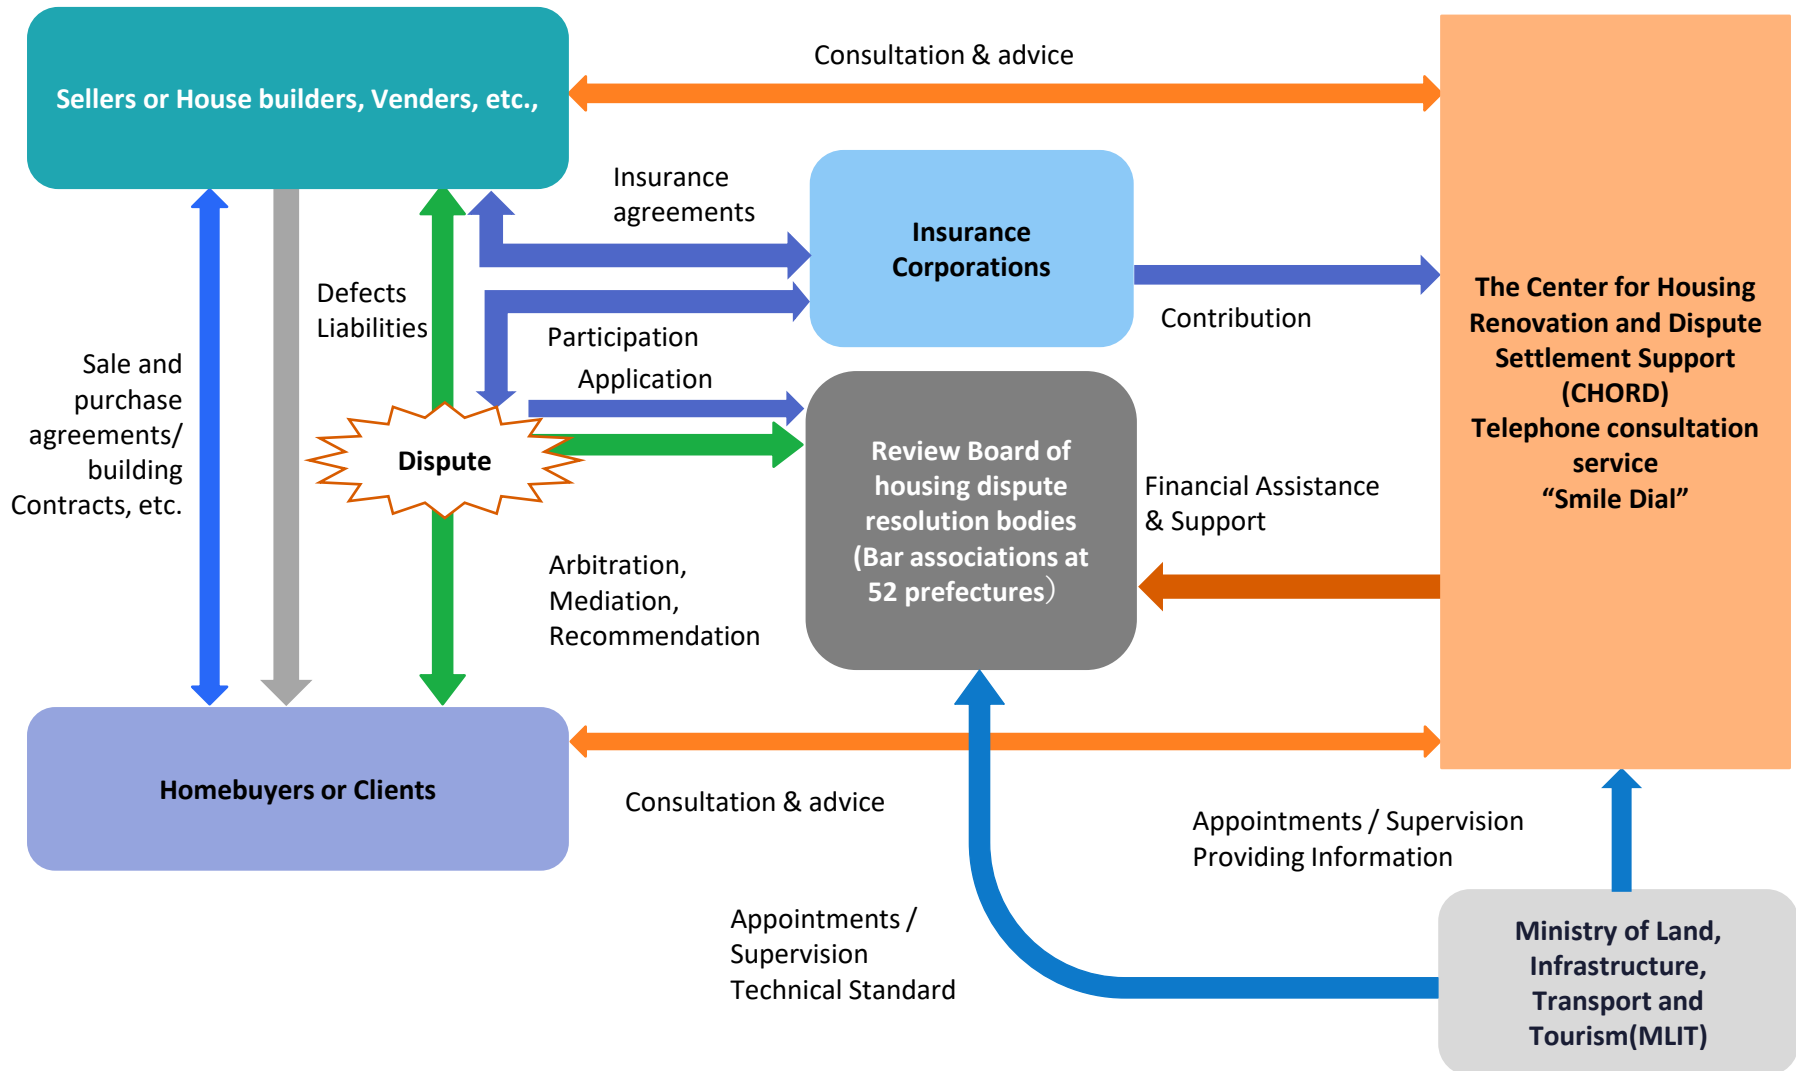 Consultation & advice
Sellers or House builders, Venders, etc.,
Insurance
agreements
Insurance
Corporations
Defects
Liabilities
Contribution
The Center for Housing
Renovation and Dispute
Settlement Support
(CHORD)
Telephone consultation
service
“Smile Dial”
Participation
Application
Sale and
purchase
agreements/
building
Contracts, etc.
Dispute
Review Board of
housing dispute
resolution bodies
(Bar associations at
52 prefectures）
Financial Assistance
& Support
Arbitration,
Mediation,
Recommendation
Homebuyers or Clients
Consultation & advice
Appointments / Supervision
Providing Information
Appointments /
Supervision
Technical Standard
Ministry of Land,
Infrastructure,
Transport and
Tourism(MLIT)